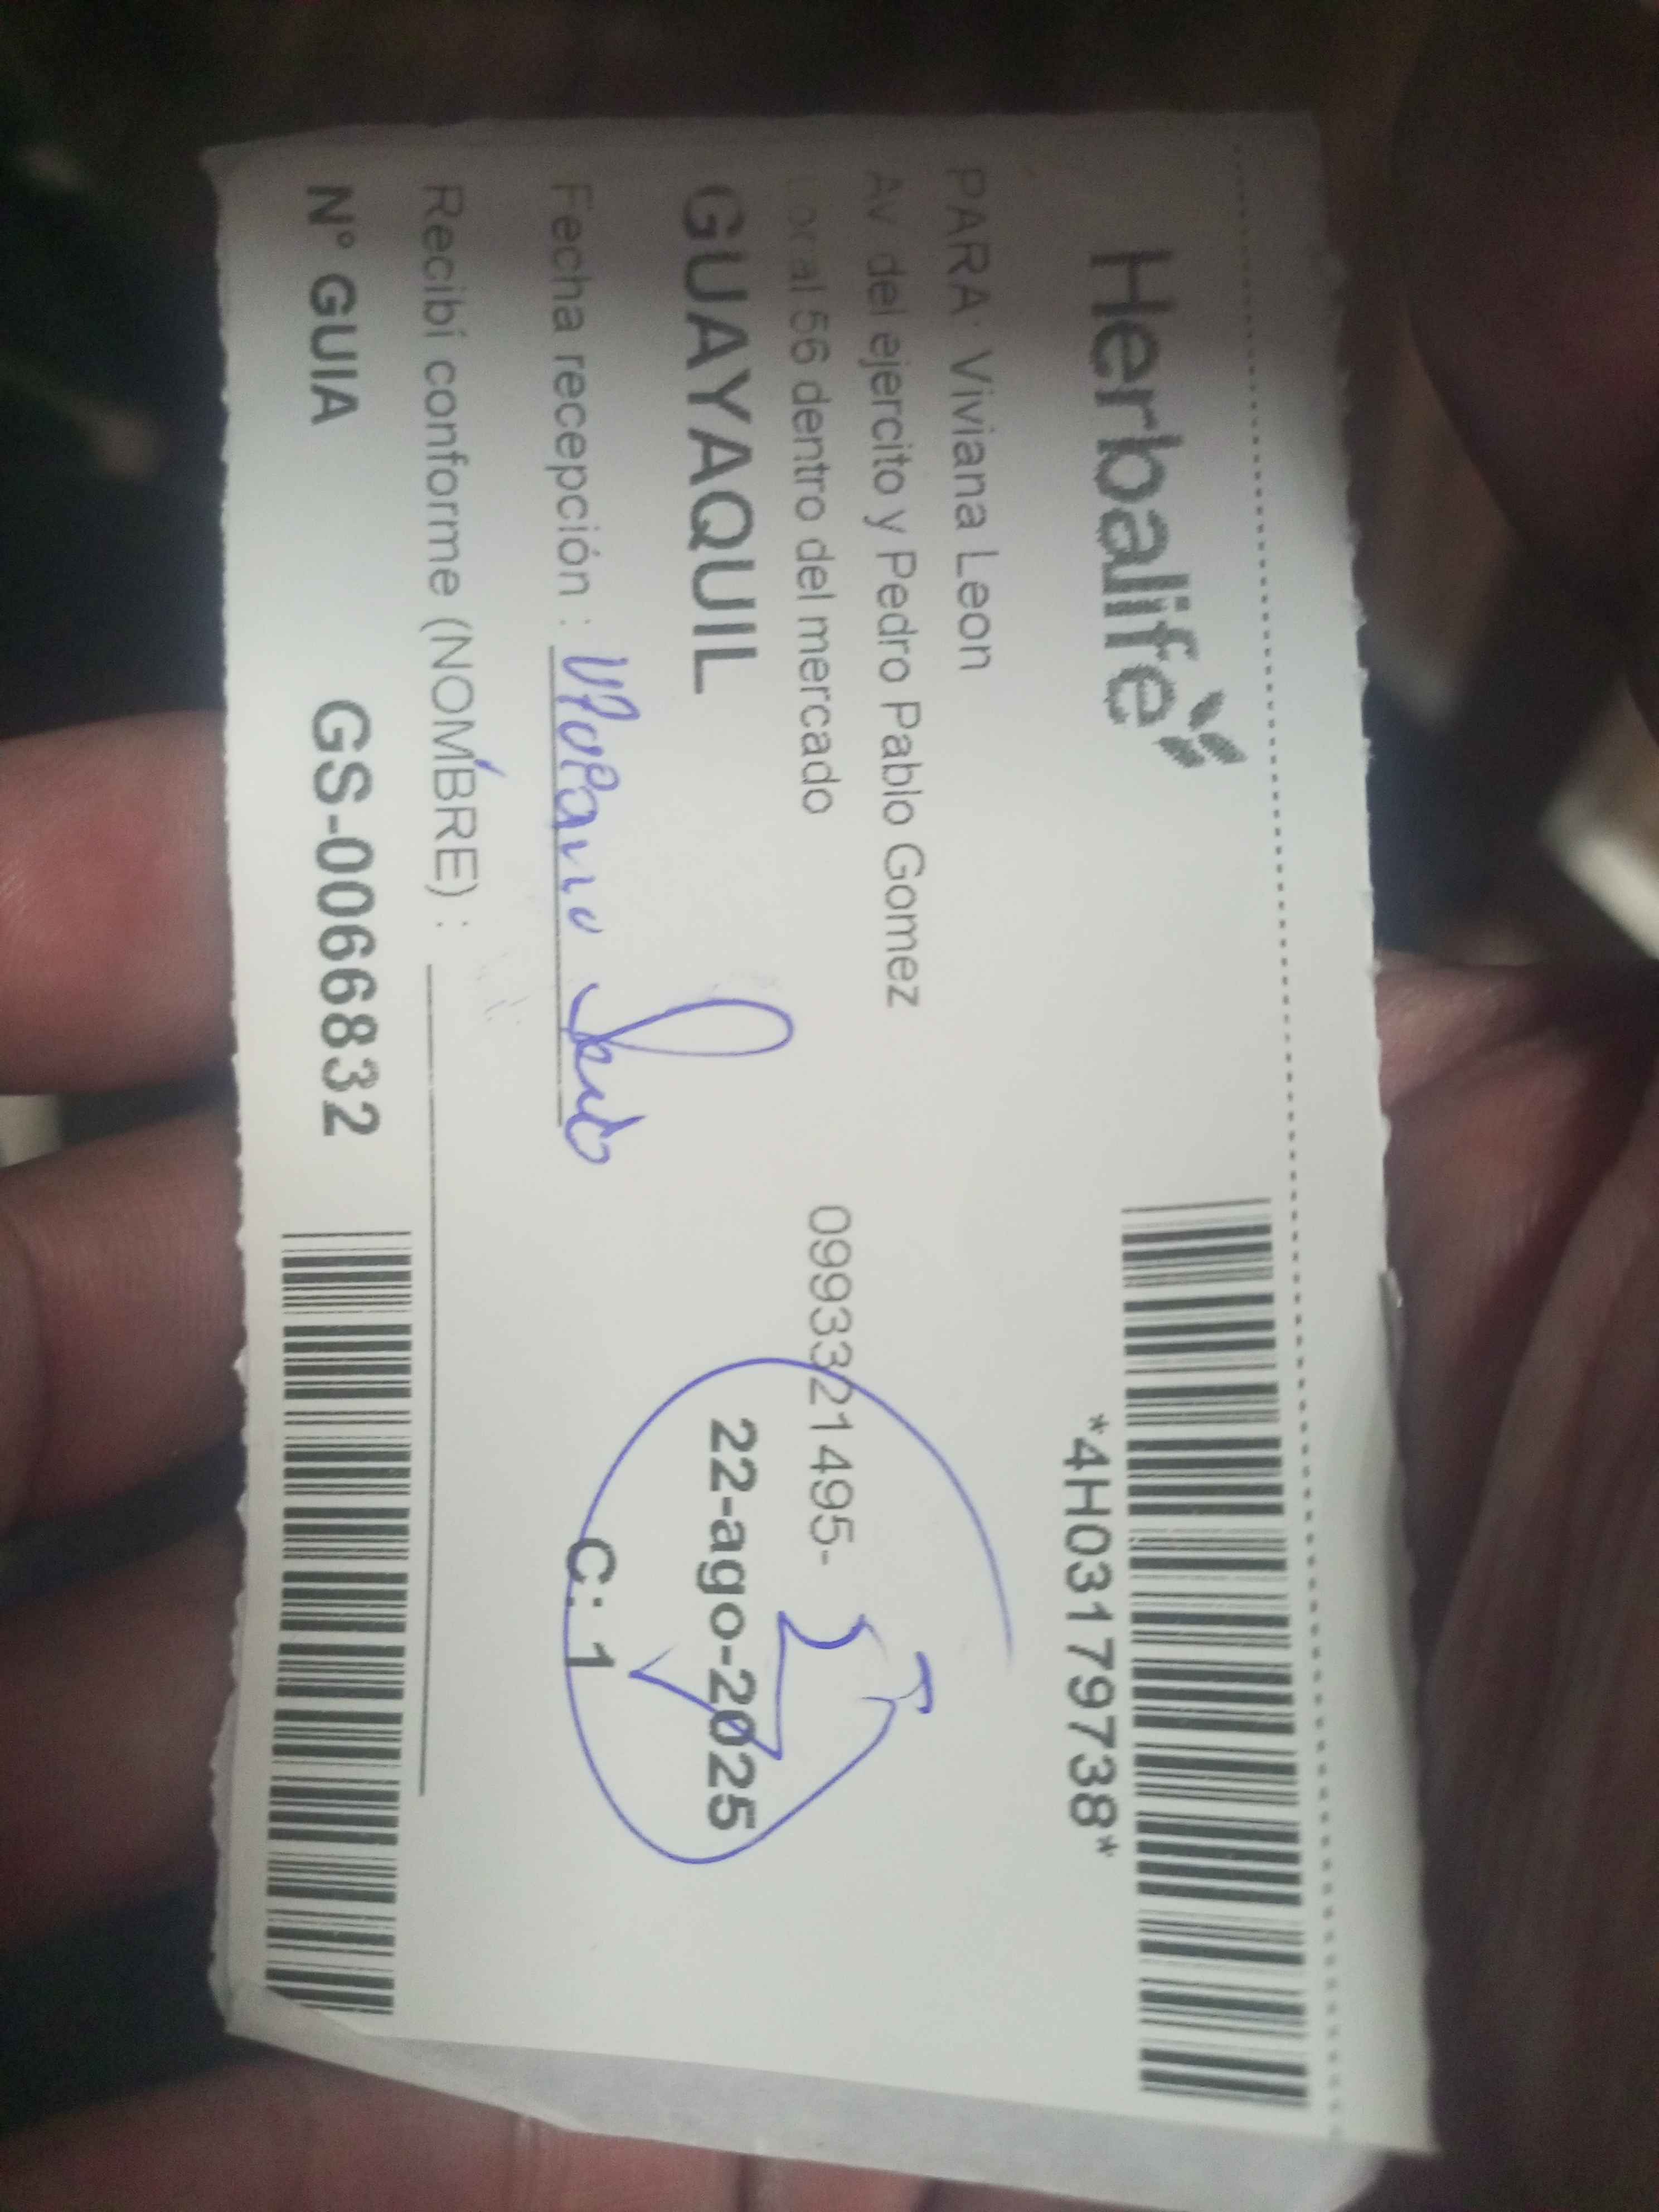 Herbalife
*4H03179738*
PARA: Viviana Leon
Av. del ejercito y Pedro Pablo Gomez
Local 56 dentro del mercado
0993321495-
GUAYAQUIL
22-ago-2025
Fecha recepción :
C: 1
Recibí conforme (NOMBRE) :
N° GUIA GS-0066832